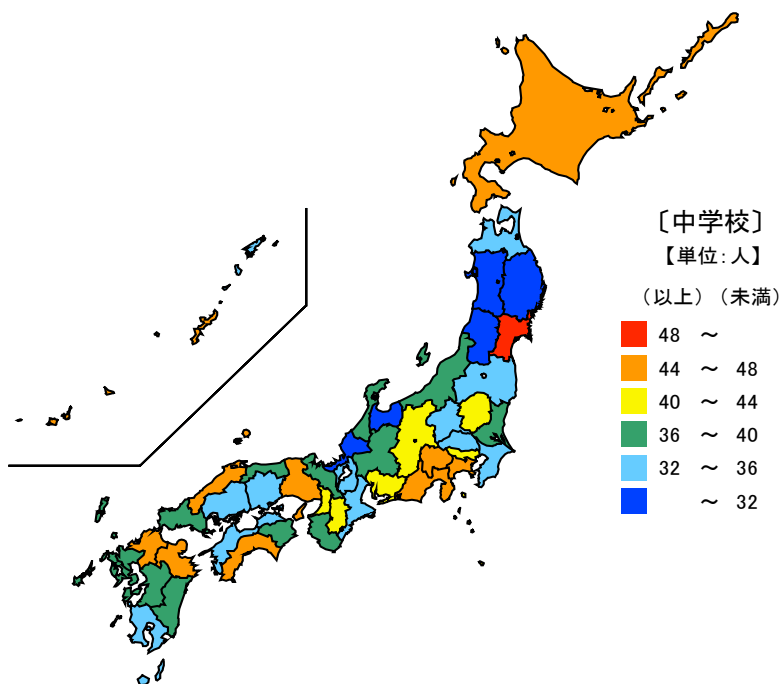 〔中学校〕
【単位：人】
（以上）（未満）
48 ～
44 ～ 48
40 ～ 44
36 ～ 40
32 ～ 36
～ 32